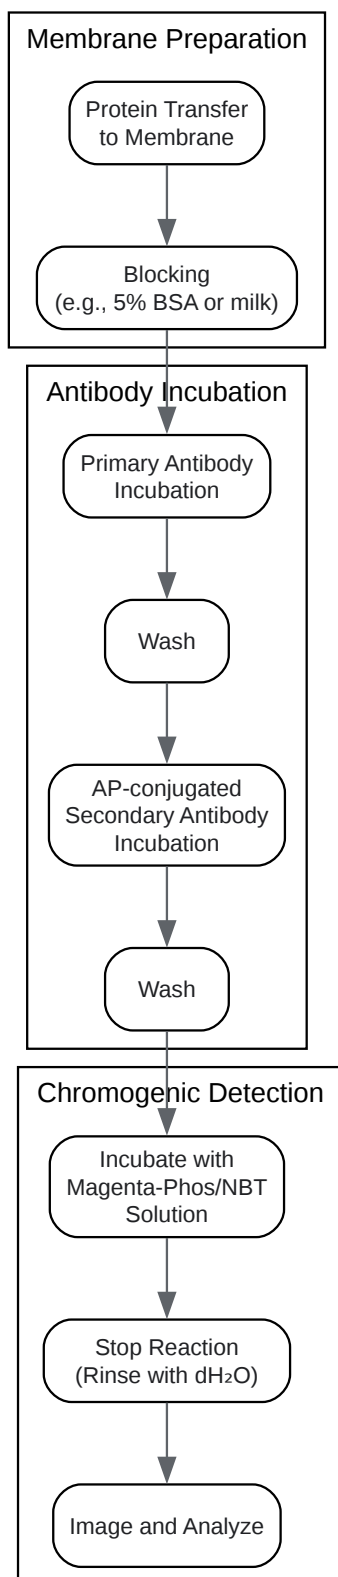 Membrane Preparation
Protein Transfer
to Membrane
Blocking
(e.g., 5% BSA or milk)
Antibody Incubation
Primary Antibody
Incubation
Wash
AP-conjugated
Secondary Antibody
Incubation
Wash
Chromogenic Detection
Incubate with
Magenta-Phos/NBT
Solution
Stop Reaction
(Rinse with dH₂O)
Image and Analyze